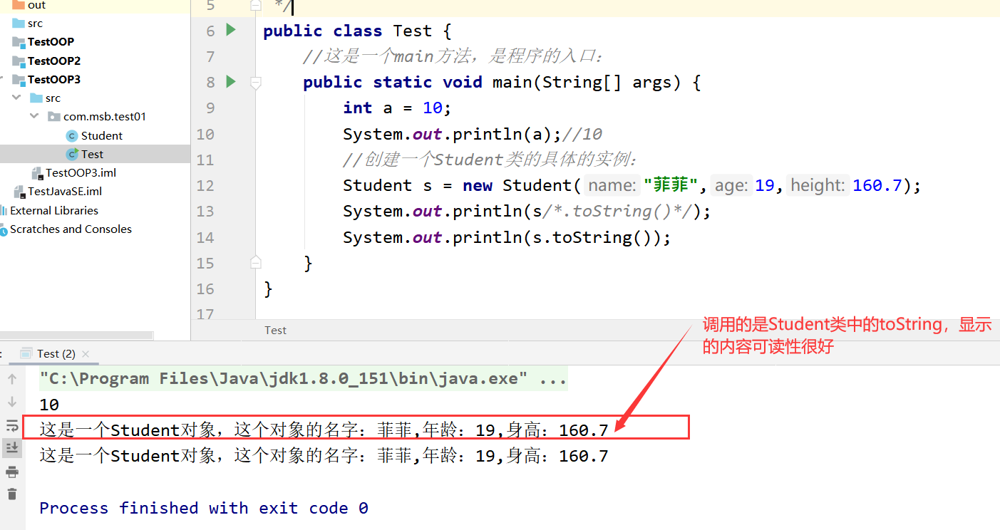 out
src
TestOOP
TestOOP2
TestOOP3
src
com.msb.test01
Student
Test
TestOOP3.iml
TestJavaSE.iml
External Libraries
Scratches and Consoles
5 */
6 public class Test {
7 //这是一个main方法，是程序的入口：
8 public static void main(String[] args) {
9 int a = 10;
10 System.out.println(a);//10
11 //创建一个Student类的具体的实例：
12 Student s = new Student( name: "菲菲", age: 19, height: 160.7);
13 System.out.println(s/*.toString()*/);
14 System.out.println(s.toString());
15 }
16 }
17
Test
调用的是Student类中的toString，显示
的内容可读性很好
: Test (2) ×
"C:\Program Files\Java\jdk1.8.0_151\bin\java.exe" ...
10
这是一个Student对象，这个对象的名字：菲菲,年龄：19,身高：160.7
这是一个Student对象，这个对象的名字：菲菲,年龄：19,身高：160.7
Process finished with exit code 0